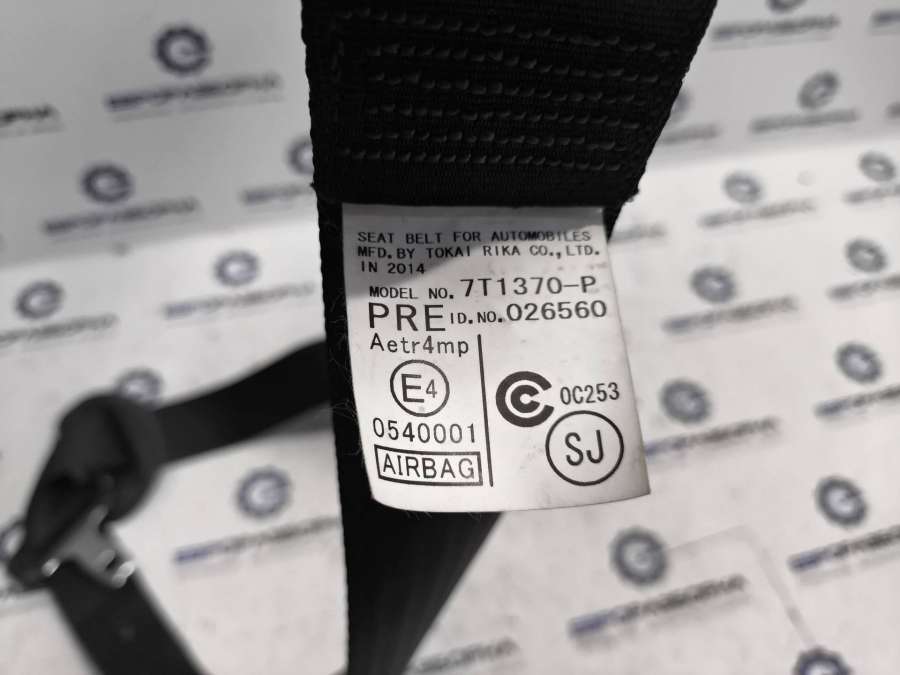 SEAT BELT FOR AUTOMOBILES
MFD. BY TOKAI RIKA CO., LTD.
IN 2014
MODEL NO. 7T1370-P
PRE ID.NO. 026560
Aetr4mp
E4
0C253
0540001
SJ
AIRBAG